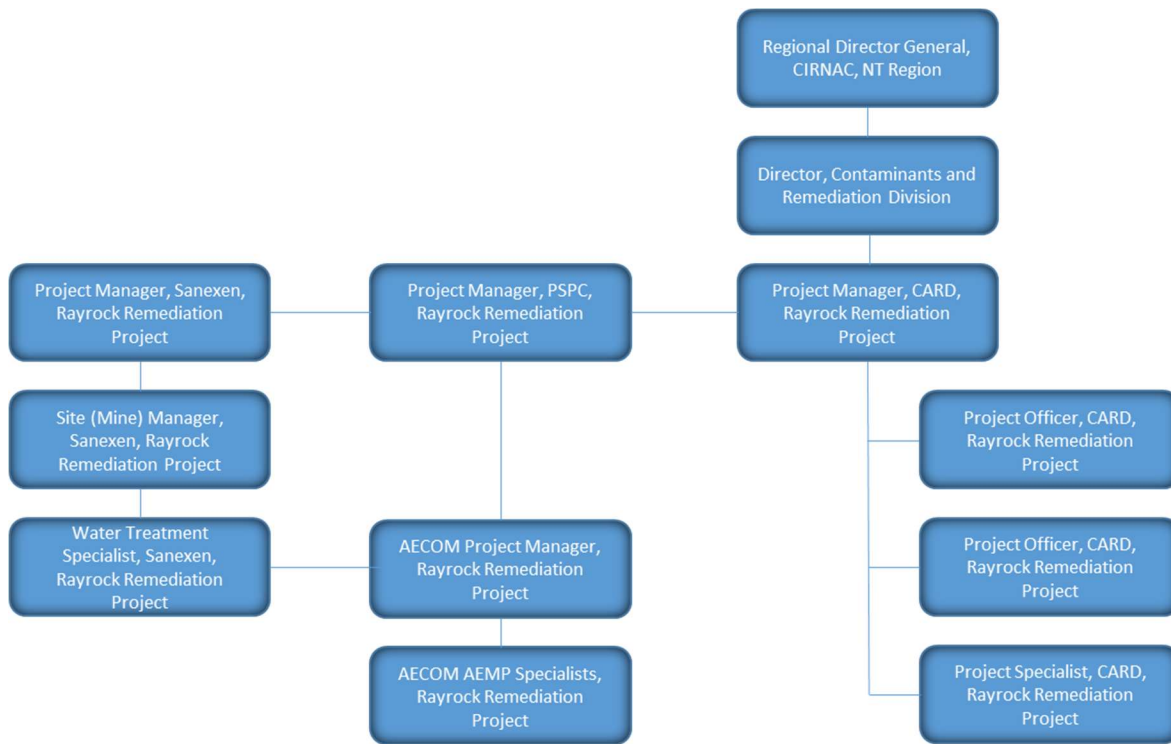 Regional Director General,
CIRNAC, NT Region
Director, Contaminants and
Remediation Division
Project Manager, Sanexen,
Rayrock Remediation
Project
Project Manager, PSPC,
Rayrock Remediation
Project
Project Manager, CARD,
Rayrock Remediation
Project
Site (Mine) Manager,
Sanexen, Rayrock
Remediation Project
Project Officer, CARD,
Rayrock Remediation
Project
Water Treatment
Specialist, Sanexen,
Rayrock Remediation
Project
AECOM Project Manager,
Rayrock Remediation
Project
Project Officer, CARD,
Rayrock Remediation
Project
AECOM AEMP Specialists,
Rayrock Remediation
Project
Project Specialist, CARD,
Rayrock Remediation
Project